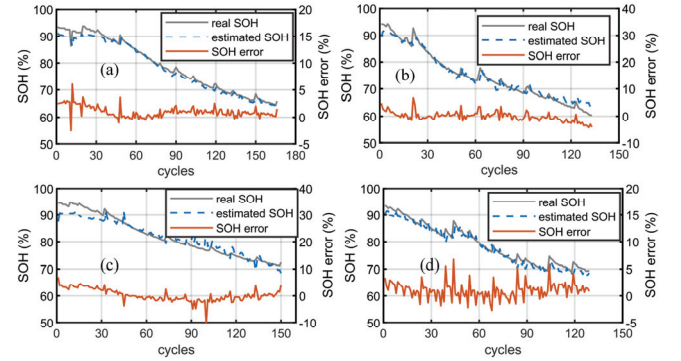 100
90
80
70
60
50
SOH (%)
real SOH
estimated SOH
SOH error
(a)
20
15
10
5
0
-5
SOH error (%)
0 30 60 90 120 150 180
cycles
100
90
80
70
60
50
SOH (%)
real SOH
estimated SOH
SOH error
(b)
40
30
20
10
0
-10
SOH error (%)
0 30 60 90 120 150
cycles
100
90
80
70
60
50
SOH (%)
real SOH
estimated SOH
SOH error
(c)
40
30
20
10
0
-10
SOH error (%)
0 30 60 90 120 150
cycles
100
90
80
70
60
50
SOH (%)
real SOH
estimated SOH
SOH error
(d)
20
15
10
5
0
-5
SOH error (%)
0 30 60 90 120 150
cycles